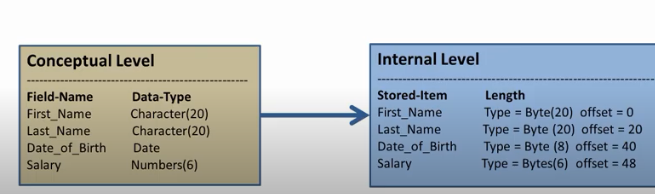 Conceptual Level
Field-Name Data-Type
First_Name Character(20)
Last_Name Character(20)
Date_of_Birth Date
Salary Numbers(6)
Internal Level
Stored-Item Length
First_Name Type = Byte(20) offset = 0
Last_Name Type = Byte (20) offset = 20
Date_of_Birth Type = Byte (8) offset = 40
Salary Type = Bytes(6) offset = 48